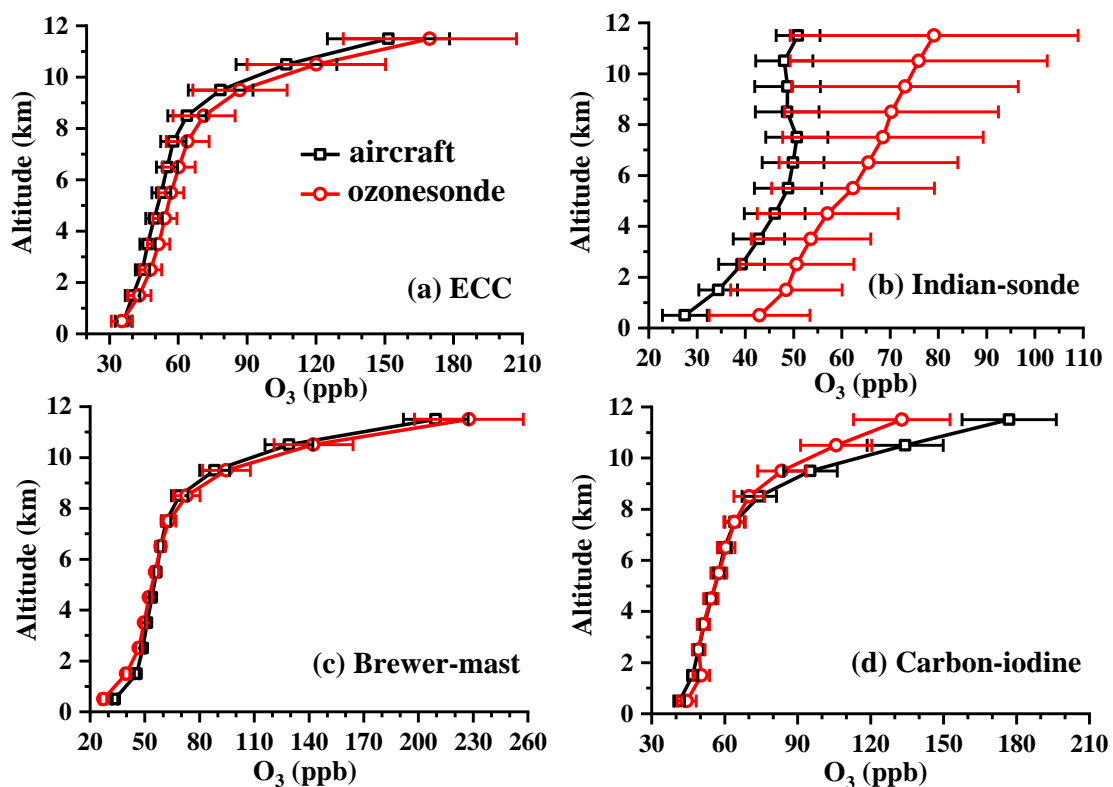 12
10
8
6
4
2
0
Altitude (km)
aircraft
ozonesonde
(a) ECC
30 60 90 120 150 180 210
O₃ (ppb)
12
10
8
6
4
2
0
Altitude (km)
(b) Indian-sonde
20 30 40 50 60 70 80 90 100 110
O₃ (ppb)
12
10
8
6
4
2
0
Altitude (km)
(c) Brewer-mast
20 50 80 110 140 170 200 230 260
O₃ (ppb)
12
10
8
6
4
2
0
Altitude (km)
(d) Carbon-iodine
30 60 90 120 150 180 210
O₃ (ppb)